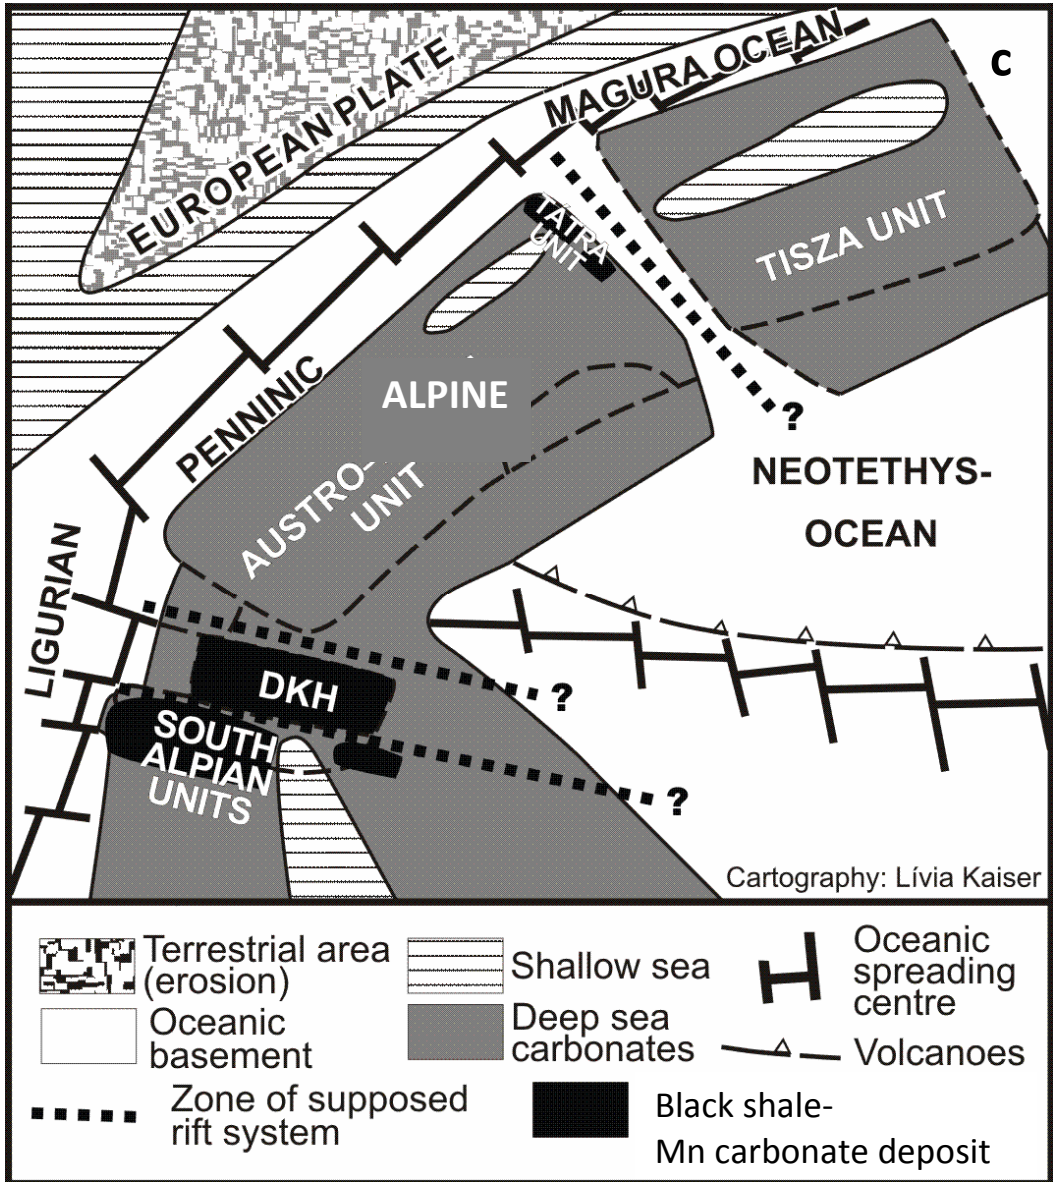 c
EUROPEAN PLATE
MAGURA OCEAN
TÁTRA
UNIT
TISZA UNIT
PENNINIC
ALPINE
AUSTRO-
UNIT
?
NEOTETHYS-
OCEAN
LIGURIAN
DKH
?
SOUTH
ALPIAN
UNITS
?
Cartography: Lívia Kaiser
Terrestrial area
(erosion)
Shallow sea
Oceanic
spreading
centre
Oceanic
basement
Deep sea
carbonates
Volcanoes
Zone of supposed
rift system
Black shale-
Mn carbonate deposit